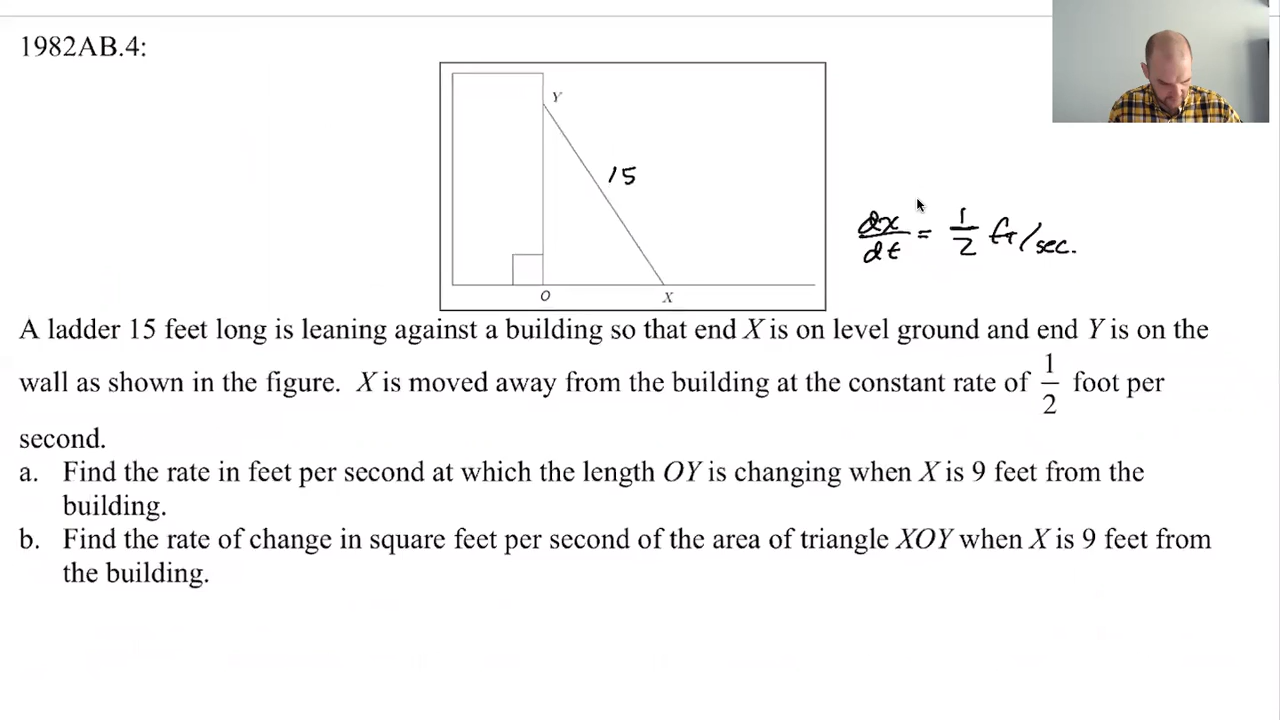 1982AB.4:
Y
15
dx/dt = 1/2 ft/sec.
O
X
A ladder 15 feet long is leaning against a building so that end X is on level ground and end Y is on the
wall as shown in the figure. X is moved away from the building at the constant rate of 1/2 foot per
second.
a. Find the rate in feet per second at which the length OY is changing when X is 9 feet from the
building.
b. Find the rate of change in square feet per second of the area of triangle XOY when X is 9 feet from
the building.